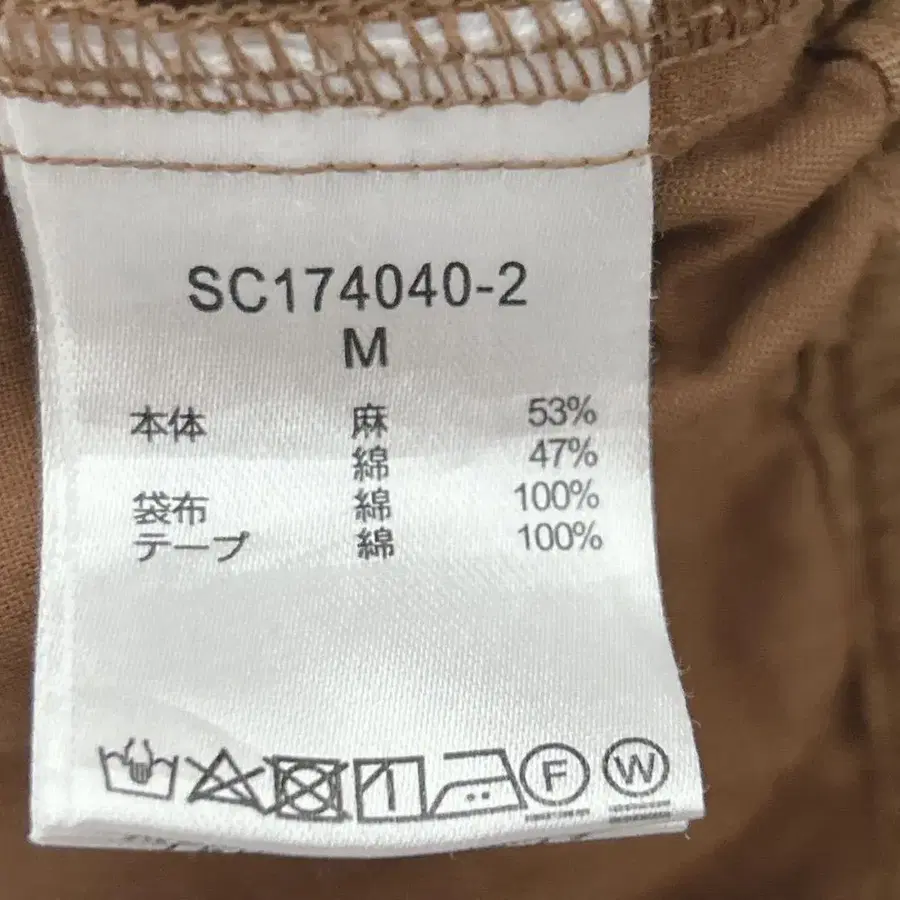 SC174040-2
M
本体 麻 53%
綿 47%
袋布 綿 100%
テープ 綿 100%
F W